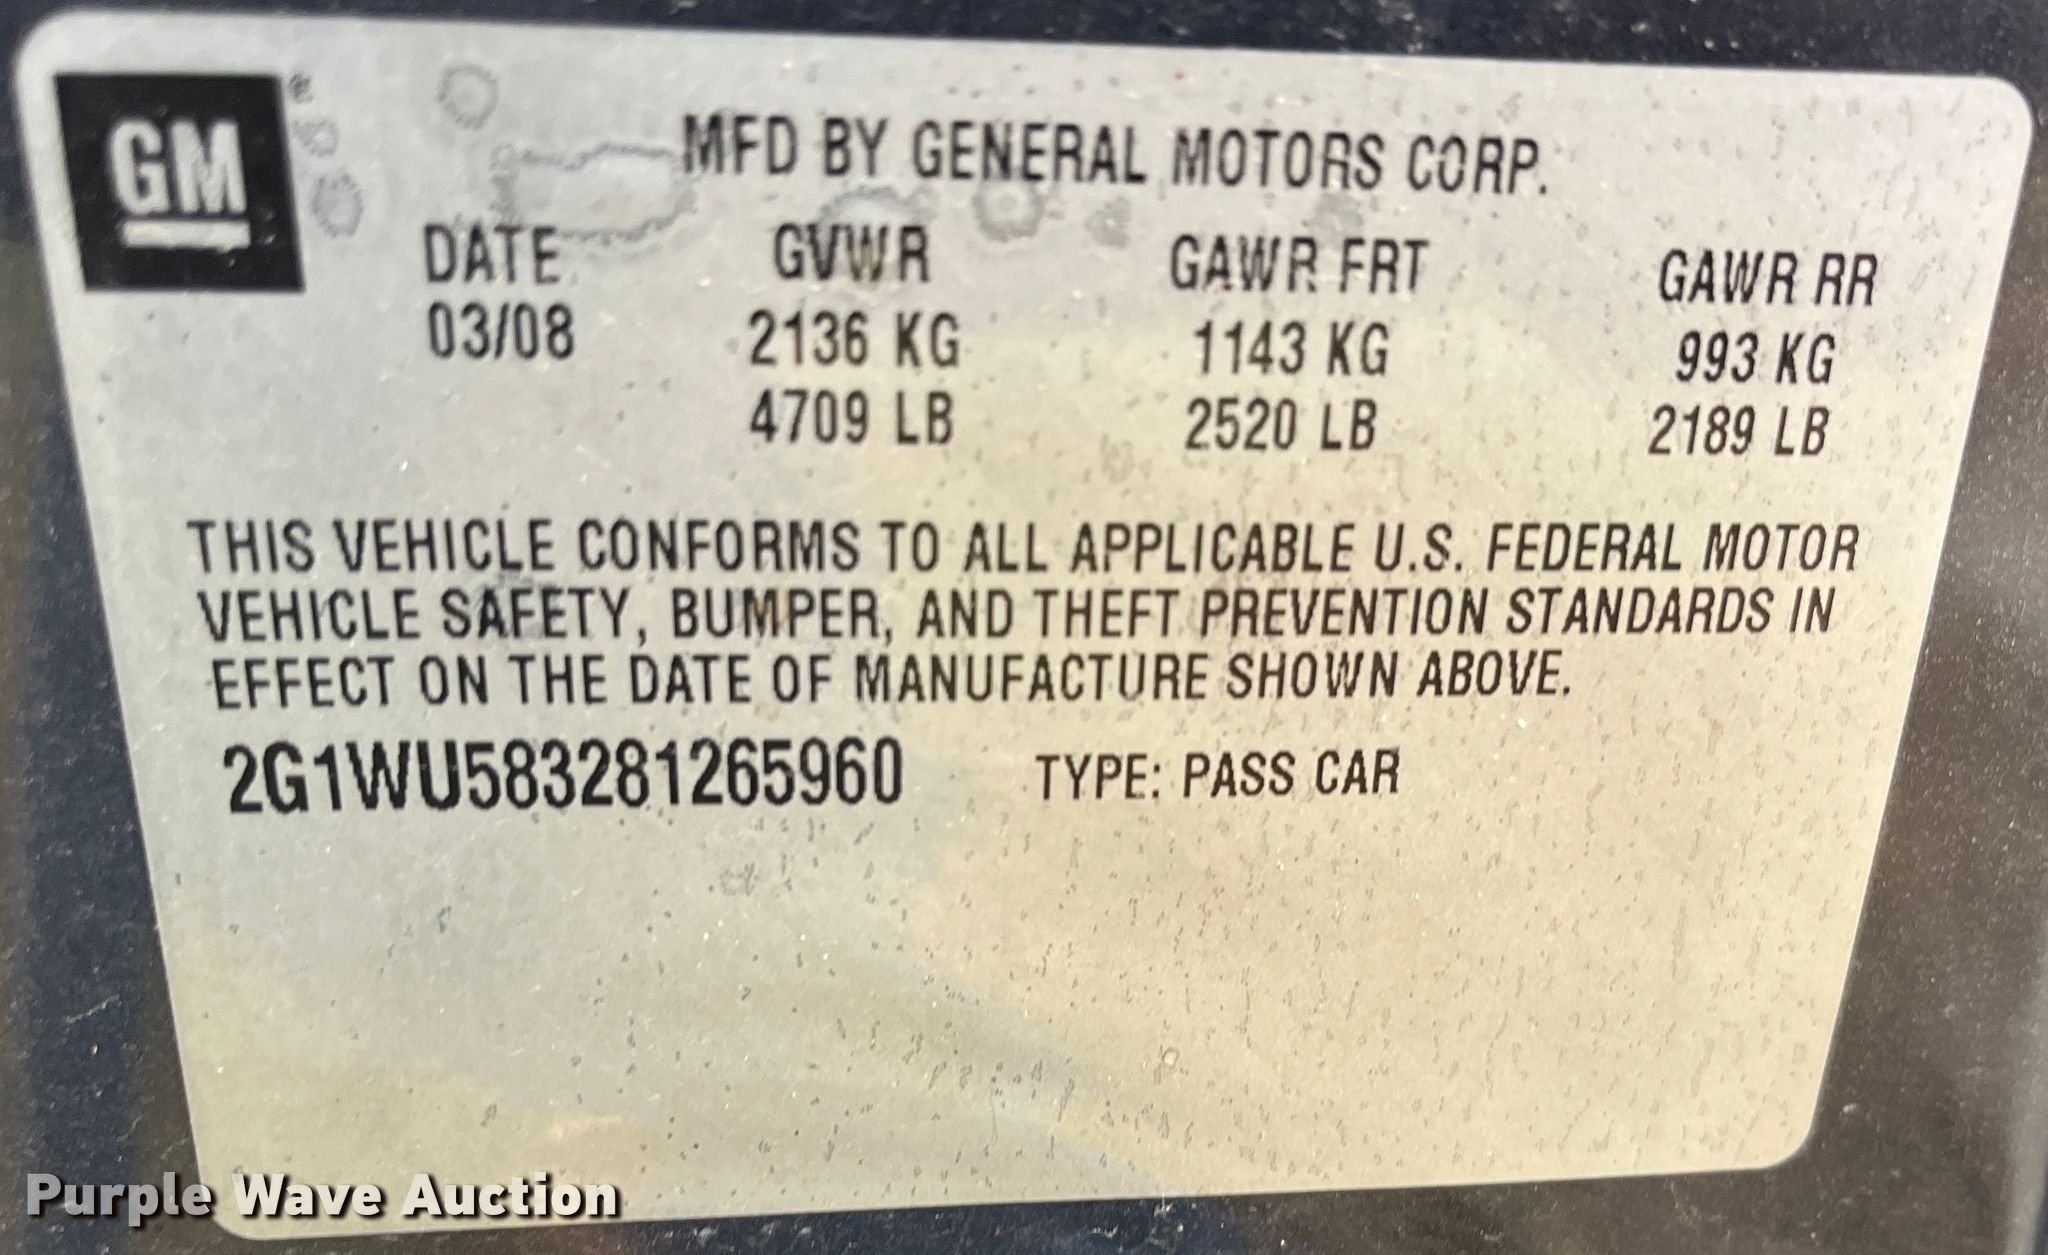 GM
MFD BY GENERAL MOTORS CORP.
DATE GVWR GAWR FRT GAWR RR
03/08 2136 KG 1143 KG 993 KG
4709 LB 2520 LB 2189 LB
THIS VEHICLE CONFORMS TO ALL APPLICABLE U.S. FEDERAL MOTOR
VEHICLE SAFETY, BUMPER, AND THEFT PREVENTION STANDARDS IN
EFFECT ON THE DATE OF MANUFACTURE SHOWN ABOVE.
2G1WU583281265960 TYPE: PASS CAR
Purple Wave Auction